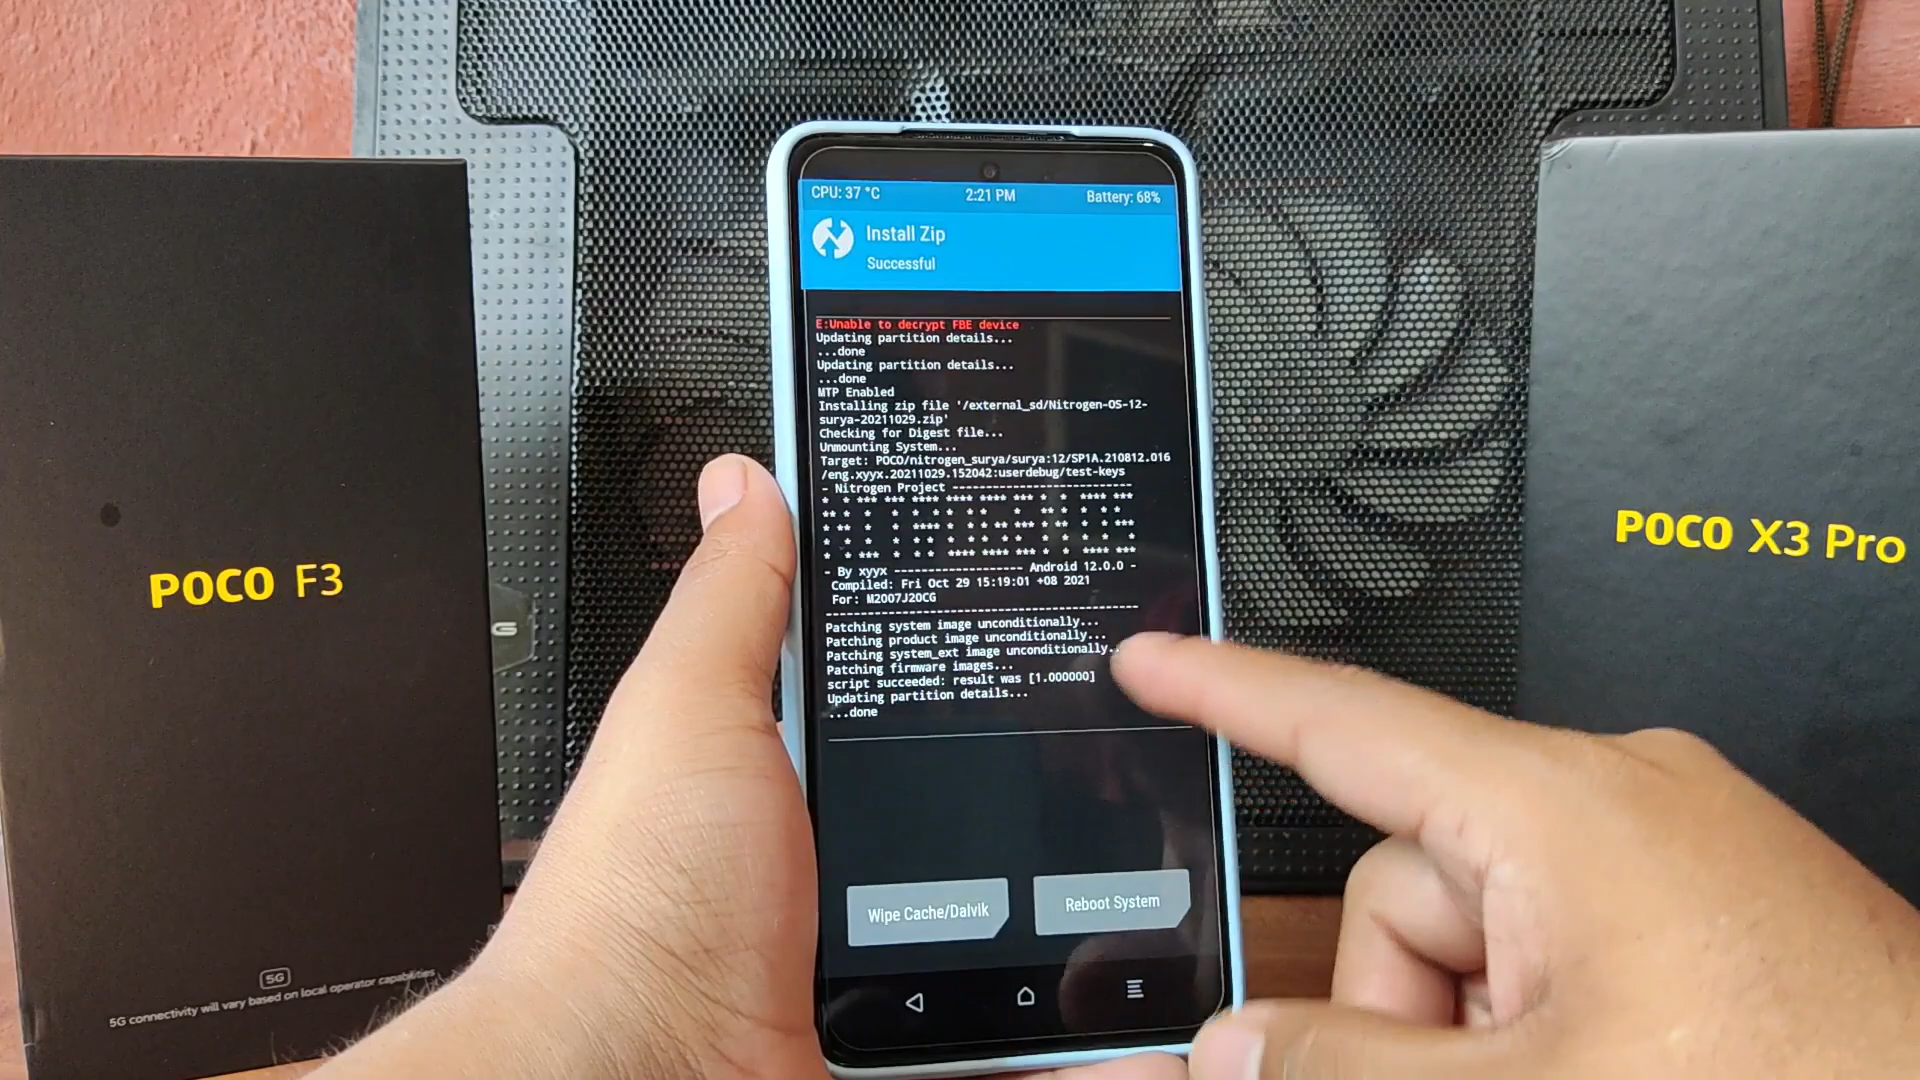 POCO F3
5G
5G connectivity will vary based on local operator capabilities
CPU: 37 °C 2:21 PM Battery: 68%
Install Zip
Successful
E:Unable to decrypt FBE device
Updating partition details...
...done
Updating partition details...
...done
MTP Enabled
Installing zip file '/external_sd/Nitrogen-OS-12-
surya-20211029.zip'
Checking for Digest file...
Unmounting System...
Target: POCO/nitrogen_surya/surya:12/SP1A.210812.016
/eng.xyyx.20211029.152042:userdebug/test-keys
- Nitrogen Project ----------------------------
- By xyyx ------------------- Android 12.0.0 -
Compiled: Fri Oct 29 15:19:01 +08 2021
For: M2007J20CG
-----------------------------------------------
Patching system image unconditionally...
Patching product image unconditionally...
Patching system_ext image unconditionally..
Patching firmware images...
script succeeded: result was [1.000000]
Updating partition details...
...done
Wipe Cache/Dalvik
Reboot System
POCO X3 Pro